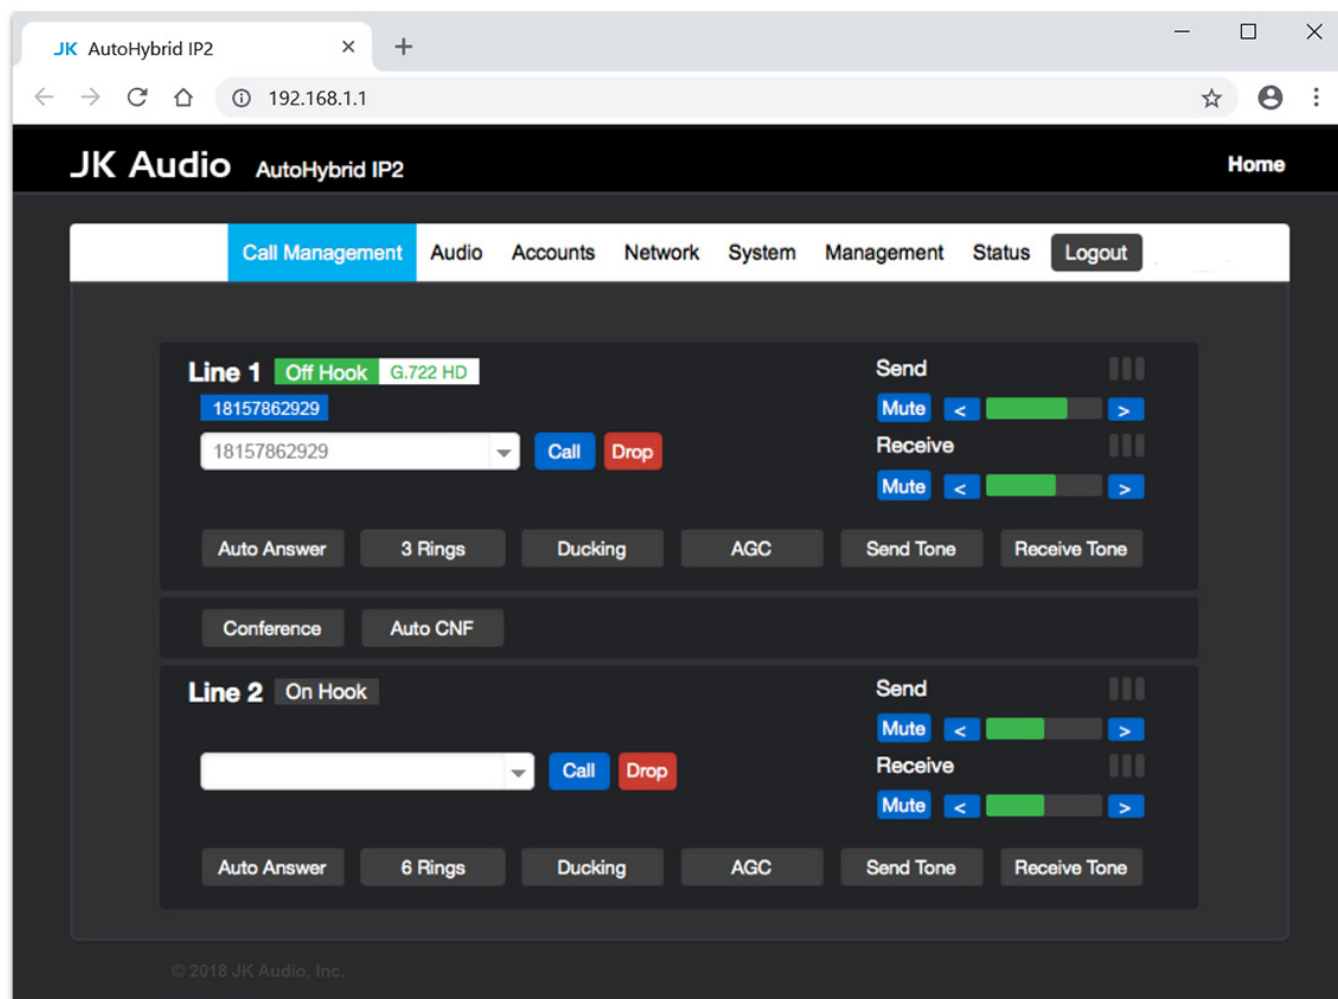 JK AutoHybrid IP2
192.168.1.1
JK Audio AutoHybrid IP2 Home
Call Management Audio Accounts Network System Management Status Logout
Line 1 Off Hook G.722 HD Send
18157862929 Mute < >
18157862929 Call Drop Receive
Mute < >
Auto Answer 3 Rings Ducking AGC Send Tone Receive Tone
Conference Auto CNF
Line 2 On Hook Send
Mute < >
Call Drop Receive
Mute < >
Auto Answer 6 Rings Ducking AGC Send Tone Receive Tone
© 2018 JK Audio, Inc.